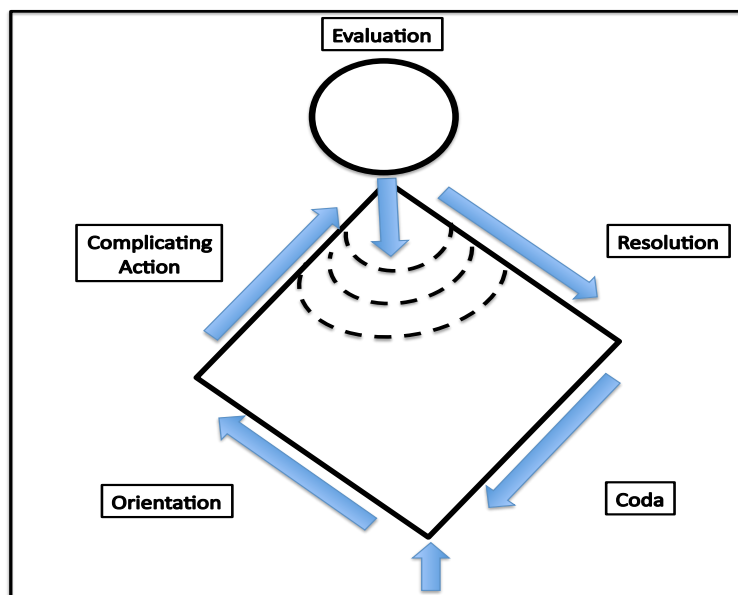 Evaluation
Complicating
Action
Resolution
Orientation
Coda